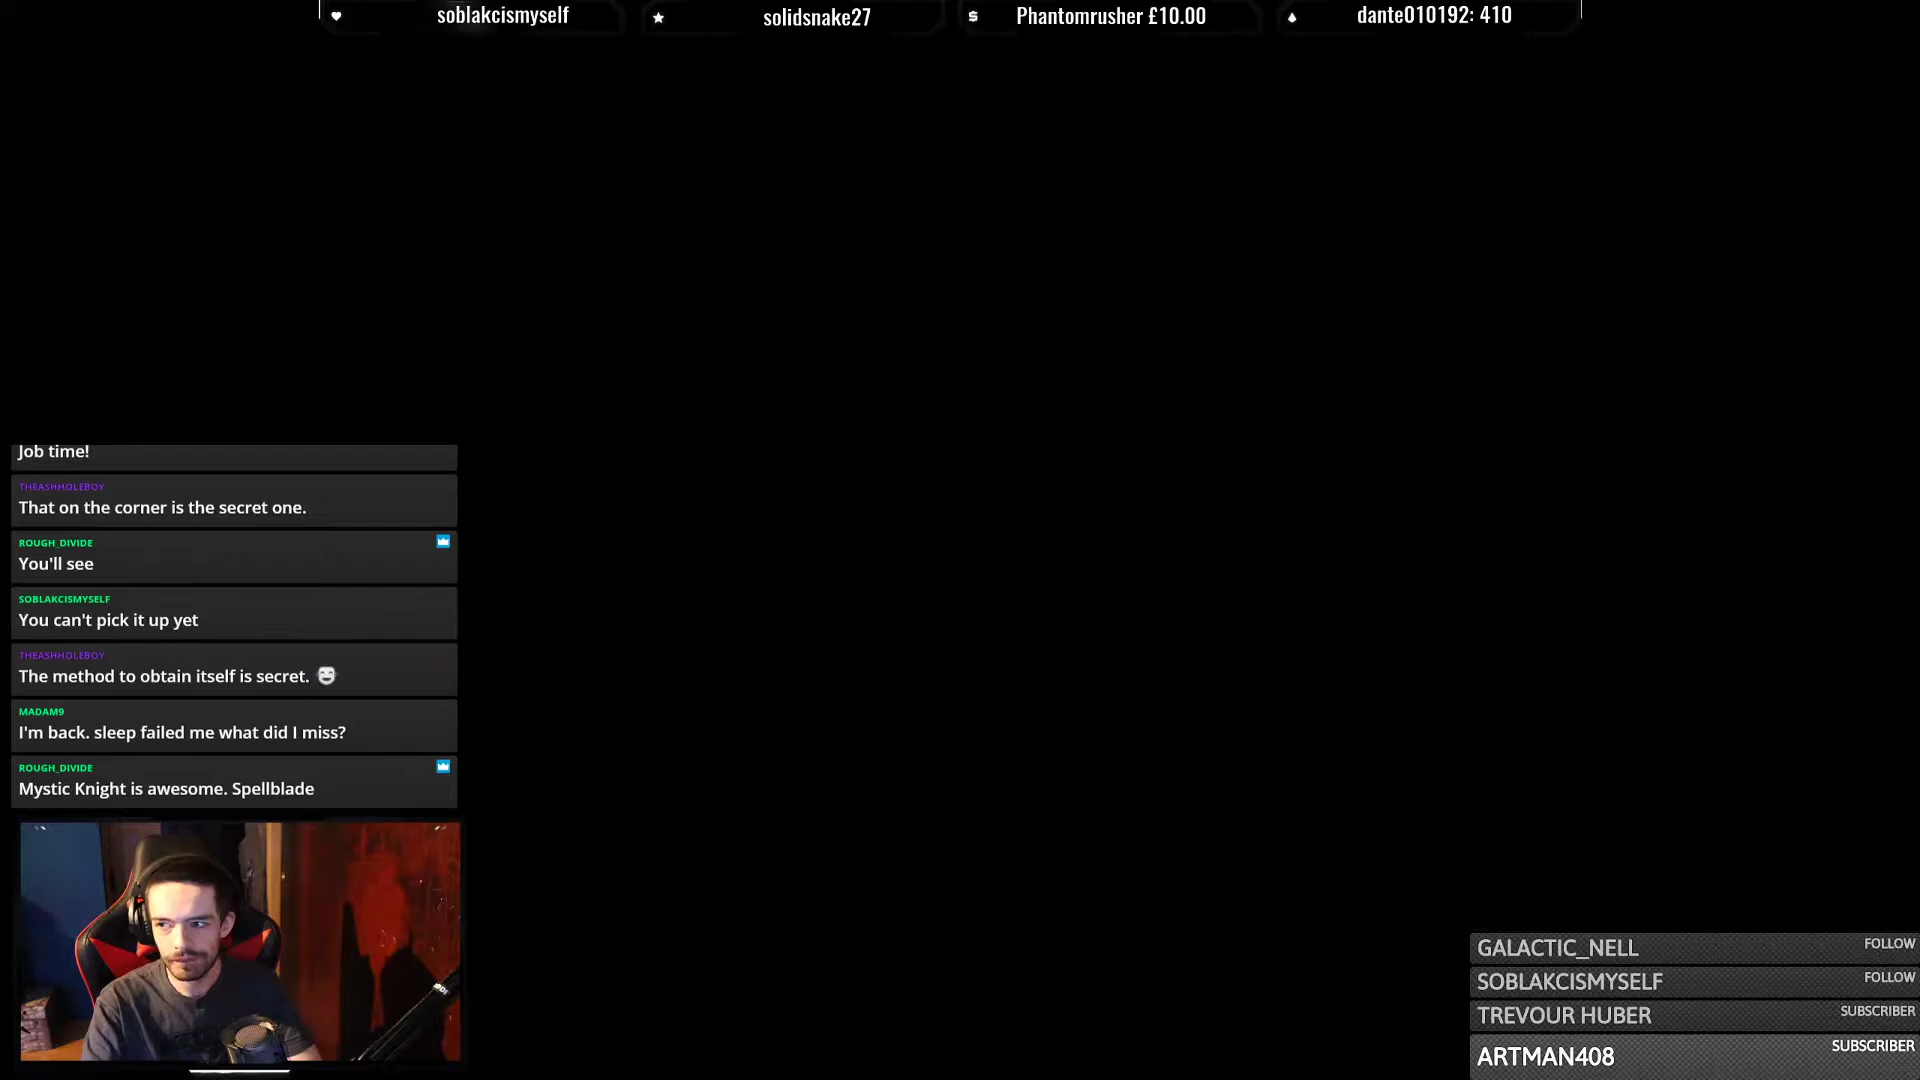 soblakcismyself
solidsnake27
Phantomrusher £10.00
dante010192: 410
Job time!
THEASHHOLEBOY
That on the corner is the secret one.
ROUGH_DIVIDE
You'll see
SOBLAKCISMYSELF
You can't pick it up yet
THEASHHOLEBOY
The method to obtain itself is secret.
MADAM9
I'm back. sleep failed me what did I miss?
ROUGH_DIVIDE
Mystic Knight is awesome. Spellblade
GALACTIC_NELL FOLLOW
SOBLAKCISMYSELF FOLLOW
TREVOUR HUBER SUBSCRIBER
ARTMAN408 SUBSCRIBER